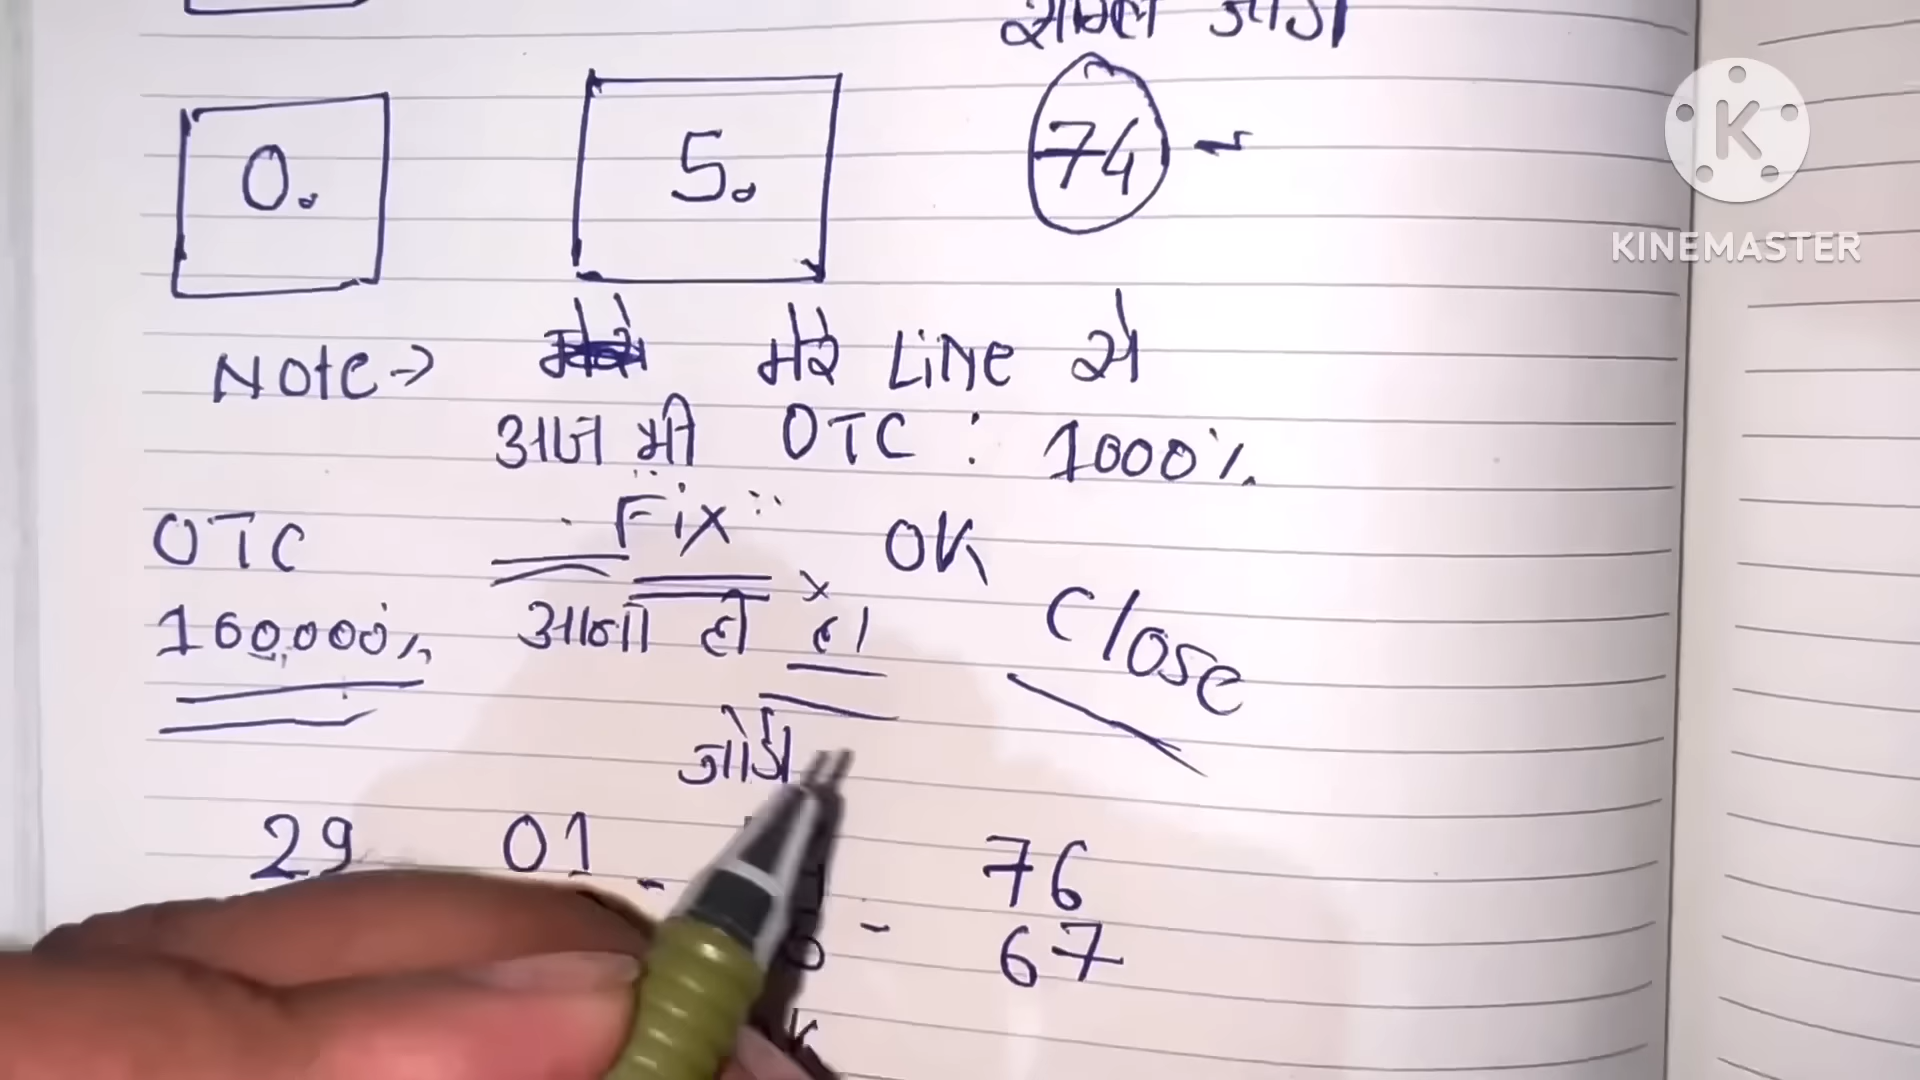 सिंगल जोड़ी
0. 5. 74
KINEMASTER
Note→ मेरे Line से
आज भी OTC : 1000%
OTC Fix OK
100,000% आना ही है Close
जोड़ी
29 01 - 76
- 67